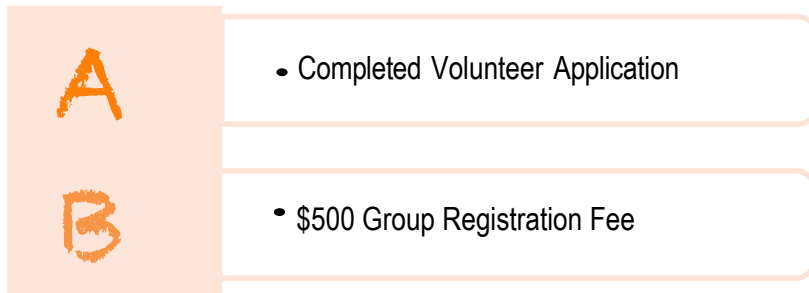 A
• Completed Volunteer Application
B
• $500 Group Registration Fee